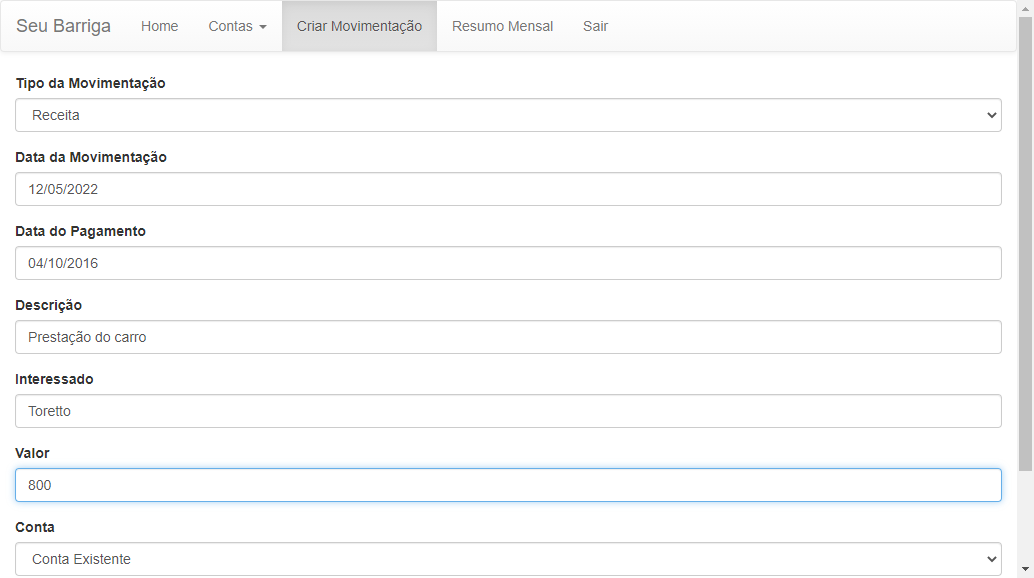 Seu Barriga Home Contas Criar Movimentação Resumo Mensal Sair
Tipo da Movimentação
Receita
Data da Movimentação
12/05/2022
Data do Pagamento
04/10/2016
Descrição
Prestação do carro
Interessado
Toretto
Valor
800
Conta
Conta Existente